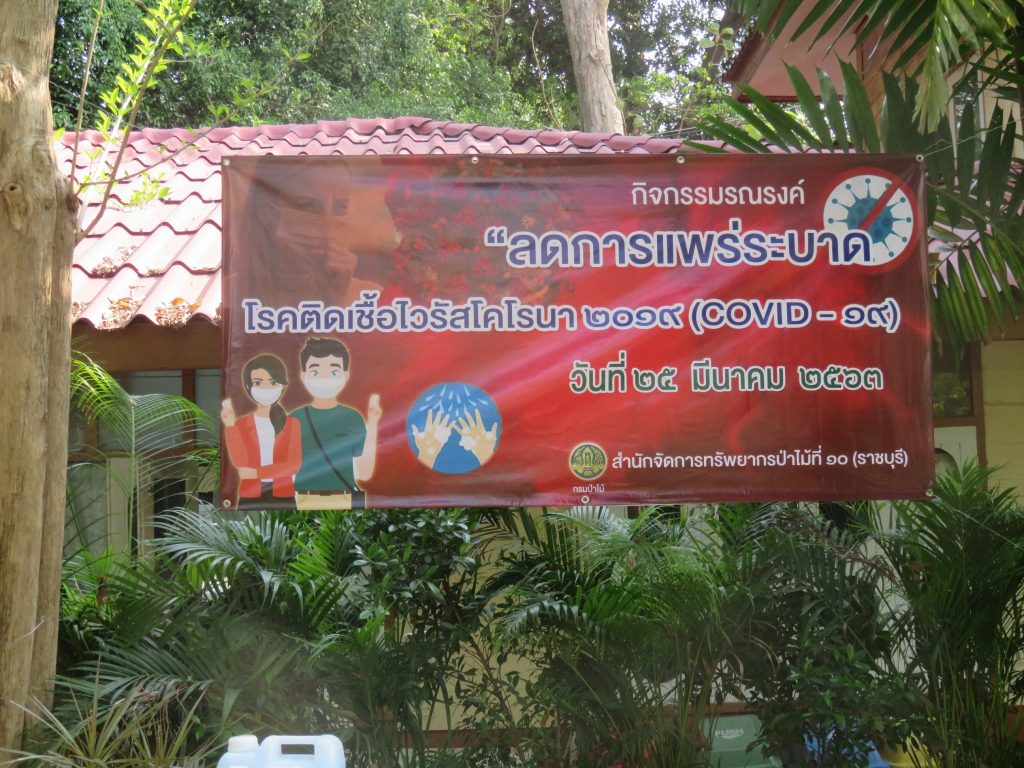 กิจกรรมรณรงค์
“ลดการแพร่ระบาด
โรคติดเชื้อไวรัสโคโรนา ๒๐๑๙ (COVID - ๑๙)
วันที่ ๒๕ มีนาคม ๒๕๖๓
สำนักจัดการทรัพยากรป่าไม้ที่ ๑๐ (ราชบุรี)
กรมป่าไม้